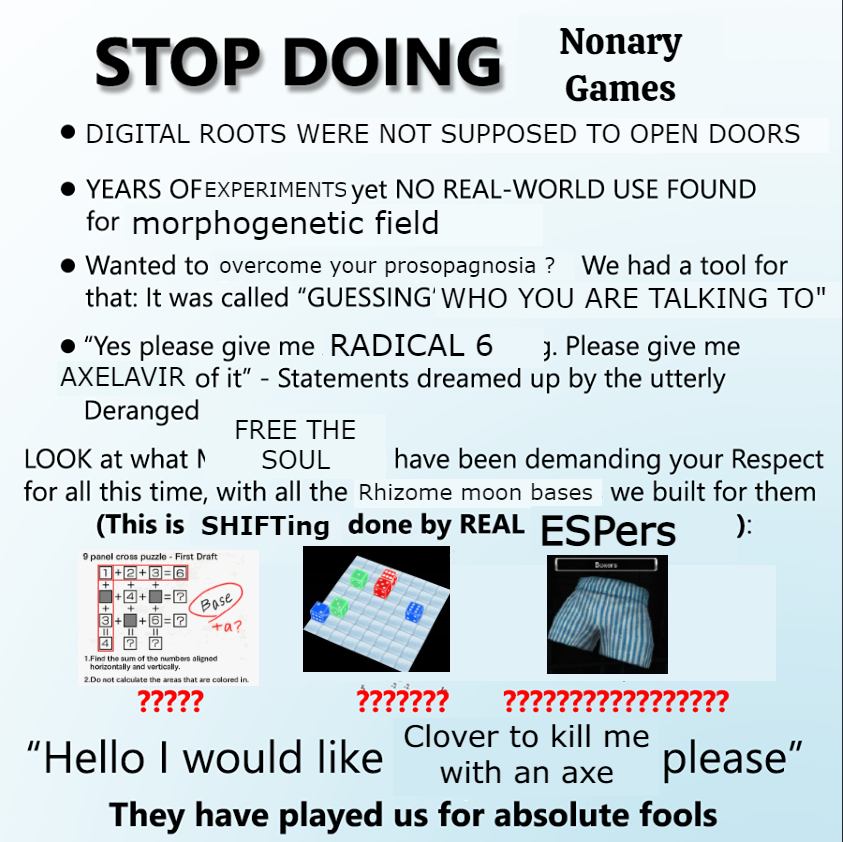 STOP DOING Nonary Games
● DIGITAL ROOTS WERE NOT SUPPOSED TO OPEN DOORS
● YEARS OF EXPERIMENTS yet NO REAL-WORLD USE FOUND
for morphogenetic field
● Wanted to overcome your prosopagnosia ? We had a tool for
that: It was called “GUESSING' WHO YOU ARE TALKING TO"
● “Yes please give me RADICAL 6 g. Please give me
AXELAVIR of it” - Statements dreamed up by the utterly
Deranged
LOOK at what FREE THE SOUL have been demanding your Respect
for all this time, with all the Rhizome moon bases we built for them
(This is SHIFTing done by REAL ESPers ):
9 panel cross puzzle - First Draft
1 + 2 + 3 = 6
+ + +
+ 4 + = ?
+ + +
3 + + 6 = ?
= = =
4 ? ?
Base
+a?
1.Find the sum of the numbers aligned
horizontally and vertically.
2.Do not calculate the areas that are colored in.
Boxers
????? ??????? ?????????????????
“Hello I would like Clover to kill me with an axe please”
They have played us for absolute fools